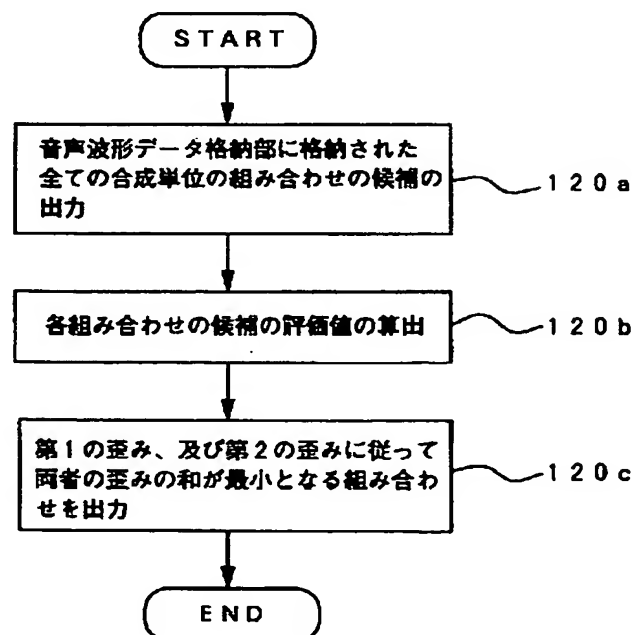 START
音声波形データ格納部に格納された
全ての合成単位の組み合わせの候補の
出力
120a
各組み合わせの候補の評価値の算出
120b
第1の歪み、及び第2の歪みに従って
両者の歪みの和が最小となる組み合わ
せを出力
120c
END